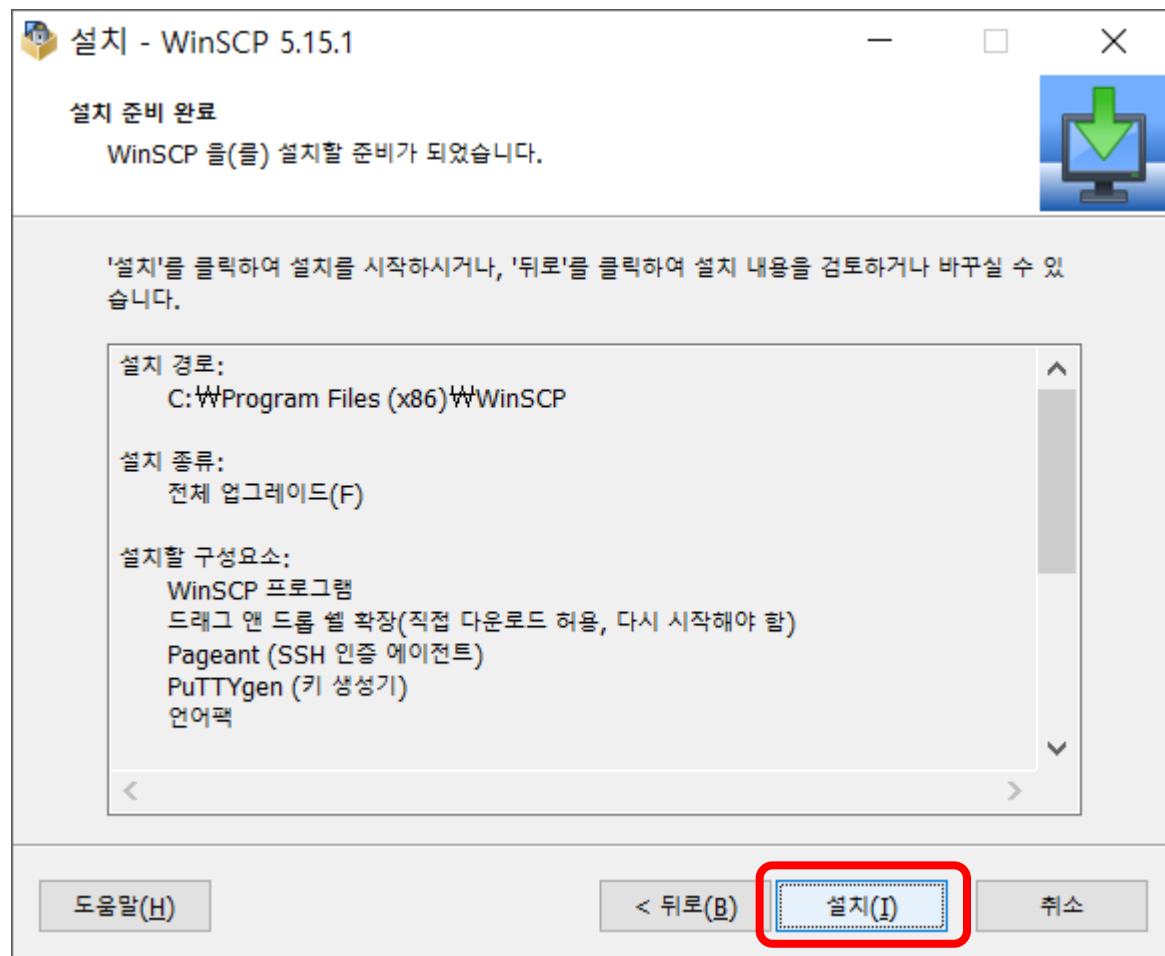 설치 - WinSCP 5.15.1
설치 준비 완료
WinSCP 을(를) 설치할 준비가 되었습니다.
'설치'를 클릭하여 설치를 시작하시거나, '뒤로'를 클릭하여 설치 내용을 검토하거나 바꾸실 수 있
습니다.
설치 경로:
C:₩Program Files (x86)₩WinSCP
설치 종류:
전체 업그레이드(F)
설치할 구성요소:
WinSCP 프로그램
드래그 앤 드롭 쉘 확장(직접 다운로드 허용, 다시 시작해야 함)
Pageant (SSH 인증 에이전트)
PuTTYgen (키 생성기)
언어팩
도움말(H)
< 뒤로(B)
설치(I)
취소